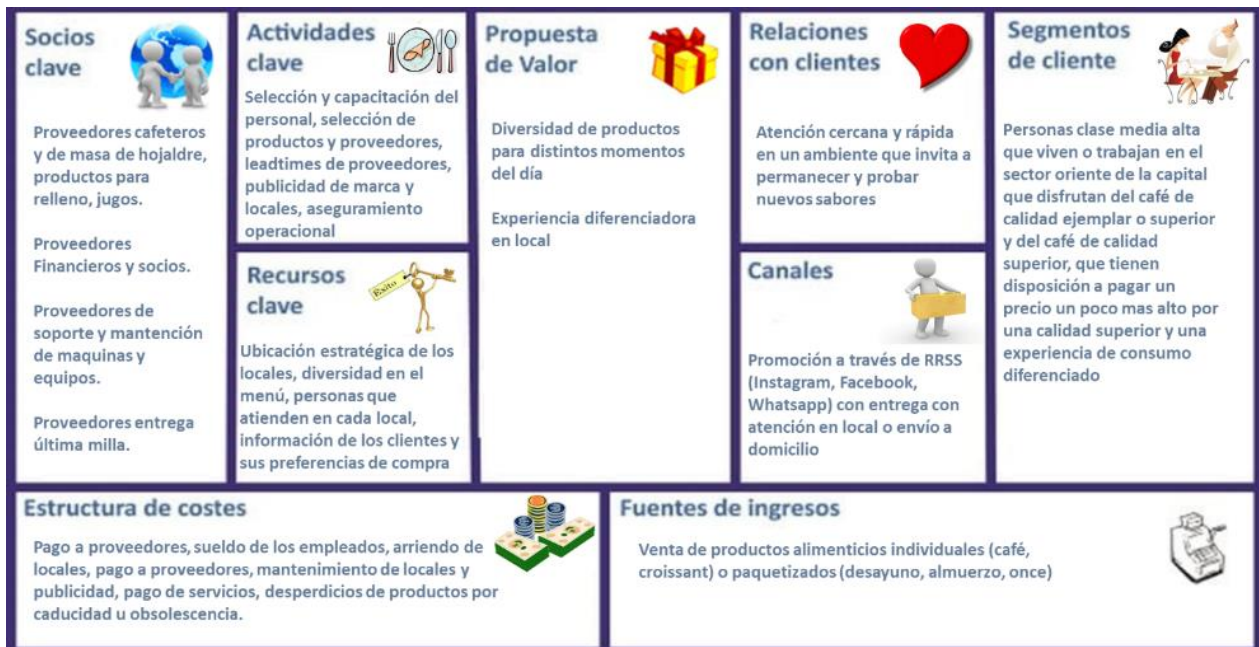 Socios
clave
Proveedores cafeteros
y de masa de hojaldre,
productos para
relleno, jugos.
Proveedores
Financieros y socios.
Proveedores de
soporte y mantención
de maquinas y
equipos.
Proveedores entrega
última milla.
Actividades
clave
Selección y capacitación del
personal, selección de
productos y proveedores,
leadtimes de proveedores,
publicidad de marca y
locales, aseguramiento
operacional
Recursos
clave
Exito
Ubicación estratégica de los
locales, diversidad en el
menú, personas que
atienden en cada local,
información de los clientes y
sus preferencias de compra
Propuesta
de Valor
Diversidad de productos
para distintos momentos
del día
Experiencia diferenciadora
en local
Relaciones
con clientes
Atención cercana y rápida
en un ambiente que invita a
permanecer y probar
nuevos sabores
Canales
Promoción a través de RRSS
(Instagram, Facebook,
Whatsapp) con entrega con
atención en local o envío a
domicilio
Segmentos
de cliente
Personas clase media alta
que viven o trabajan en el
sector oriente de la capital
que disfrutan del café de
calidad ejemplar o superior
y del café de calidad
superior, que tienen
disposición a pagar un
precio un poco mas alto por
una calidad superior y una
experiencia de consumo
diferenciado
Estructura de costes
Pago a proveedores, sueldo de los empleados, arriendo de
locales, pago a proveedores, mantenimiento de locales y
publicidad, pago de servicios, desperdicios de productos por
caducidad u obsolescencia.
Fuentes de ingresos
Venta de productos alimenticios individuales (café,
croissant) o paquetizados (desayuno, almuerzo, once)